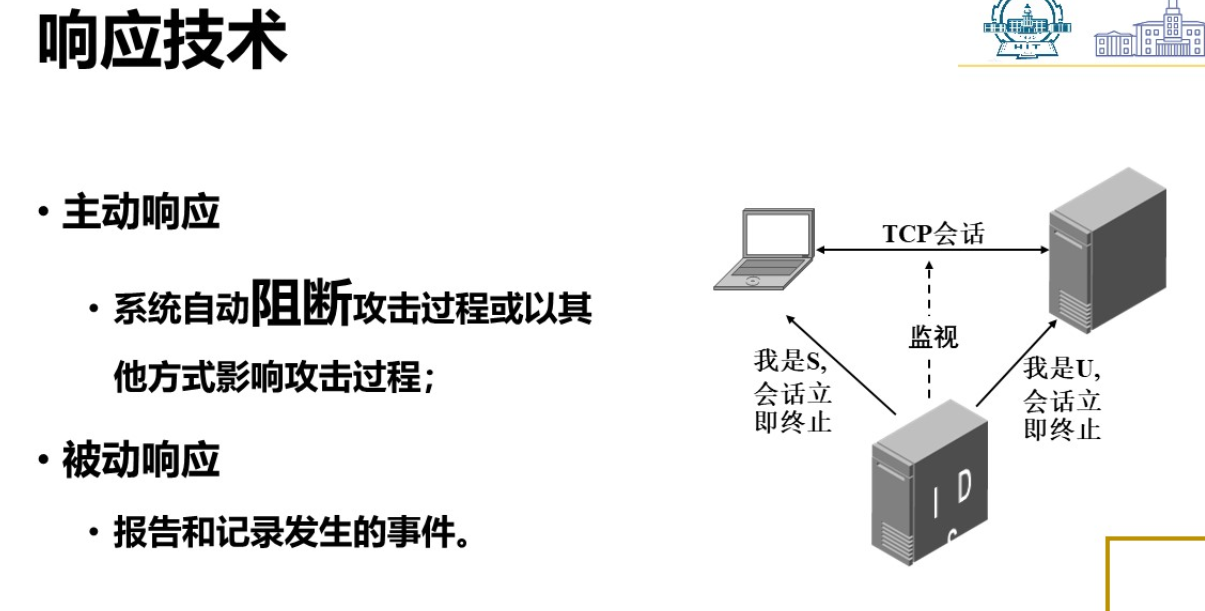 响应技术
HIT
• 主动响应
• 系统自动阻断攻击过程或以其
他方式影响攻击过程;
• 被动响应
• 报告和记录发生的事件。
TCP会话
监视
我是S,
会话立
即终止
我是U,
会话立
即终止
I D